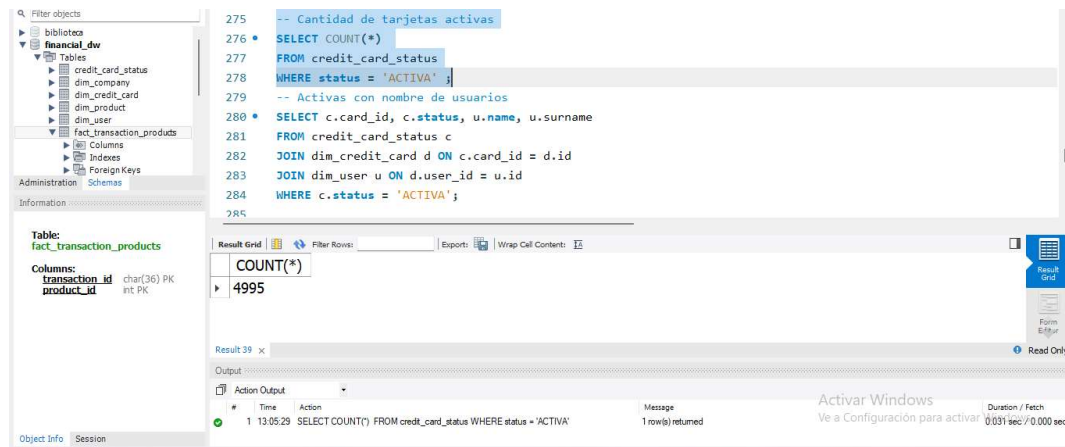 Filter objects
biblioteca
financial_dw
Tables
credit_card_status
dim_company
dim_credit_card
dim_product
dim_user
fact_transaction_products
Columns
Indexes
Foreign Keys
Administration Schemas
Information
Table:
fact_transaction_products
Columns:
transaction_id char(36) PK
product_id int PK
Object Info Session
275 -- Cantidad de tarjetas activas
276 SELECT COUNT(*)
277 FROM credit_card_status
278 WHERE status = 'ACTIVA' ;
279 -- Activas con nombre de usuarios
280 SELECT c.card_id, c.status, u.name, u.surname
281 FROM credit_card_status c
282 JOIN dim_credit_card d ON c.card_id = d.id
283 JOIN dim_user u ON d.user_id = u.id
284 WHERE c.status = 'ACTIVA';
285
Result Grid Filter Rows: Export: Wrap Cell Content:
COUNT(*)
4995
Result Grid
Form Editor
Result 39
Read Only
Output
Action Output
# Time Action Message Duration / Fetch
1 13:05:29 SELECT COUNT(*) FROM credit_card_status WHERE status = 'ACTIVA' 1 row(s) returned 0.031 sec / 0.000 sec
Activar Windows
Ve a Configuración para activar Windows.